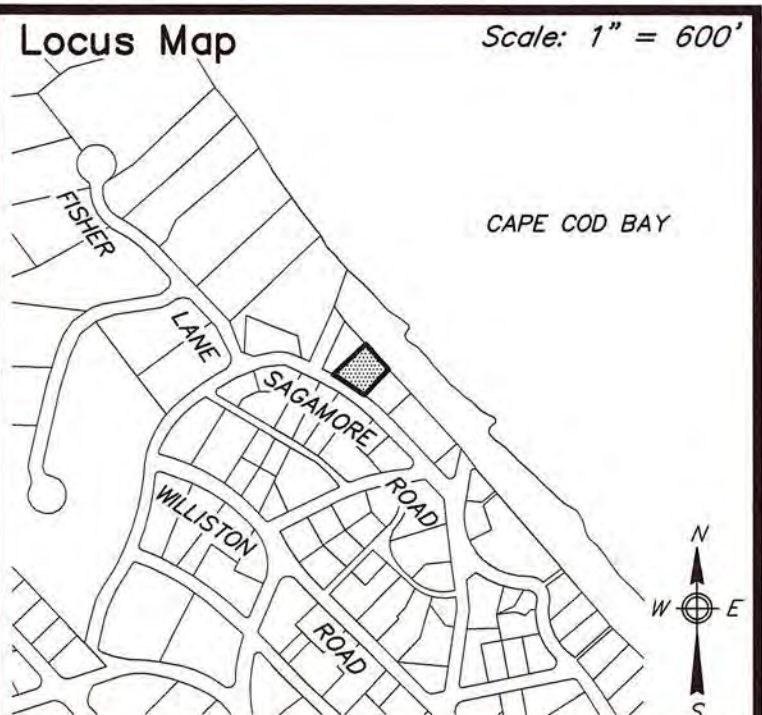 Locus Map
Scale: 1" = 600'
CAPE COD BAY
FISHER
LANE
SAGAMORE
ROAD
WILLISTON
ROAD
N
W E
S